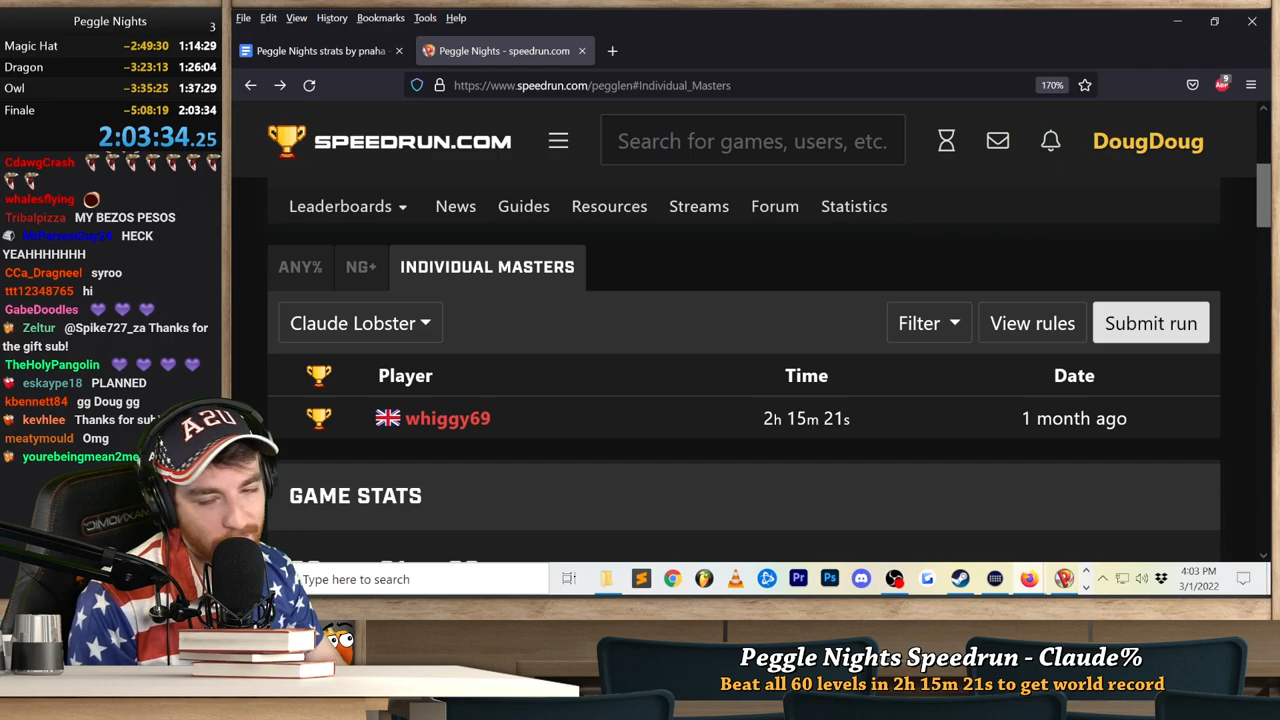 Peggle Nights
3
Magic Hat -2:49:30 1:14:29
Dragon -3:23:13 1:26:04
Owl -3:35:25 1:37:29
Finale -5:08:19 2:03:34
2:03:34.25
CdawgCrash
whalesflying
Tribalpizza MY BEZOS PESOS
HECK
YEAHHHHHHH
CCa_Dragneel syroo
ttt12348765 hi
GabeDoodles
Zeltur @Spike727_za Thanks for
the gift sub!
TheHolyPangolin
eskaype18 PLANNED
kbennett84 gg Doug gg
kevhlee Thanks for sub
meatymould Omg
yourebeingmean2me
File Edit View History Bookmarks Tools Help
Peggle Nights strats by pnaha
Peggle Nights - speedrun.com
https://www.speedrun.com/pegglen#Individual_Masters
170%
9
ABP
SPEEDRUN.COM
Search for games, users, etc.
DougDoug
Leaderboards News Guides Resources Streams Forum Statistics
ANY% NG+ INDIVIDUAL MASTERS
Claude Lobster Filter View rules Submit run
Player Time Date
whiggy69 2h 15m 21s 1 month ago
GAME STATS
Type here to search
Pr
Ps
4:03 PM
3/1/2022
A2U
Peggle Nights Speedrun - Claude%
Beat all 60 levels in 2h 15m 21s to get world record